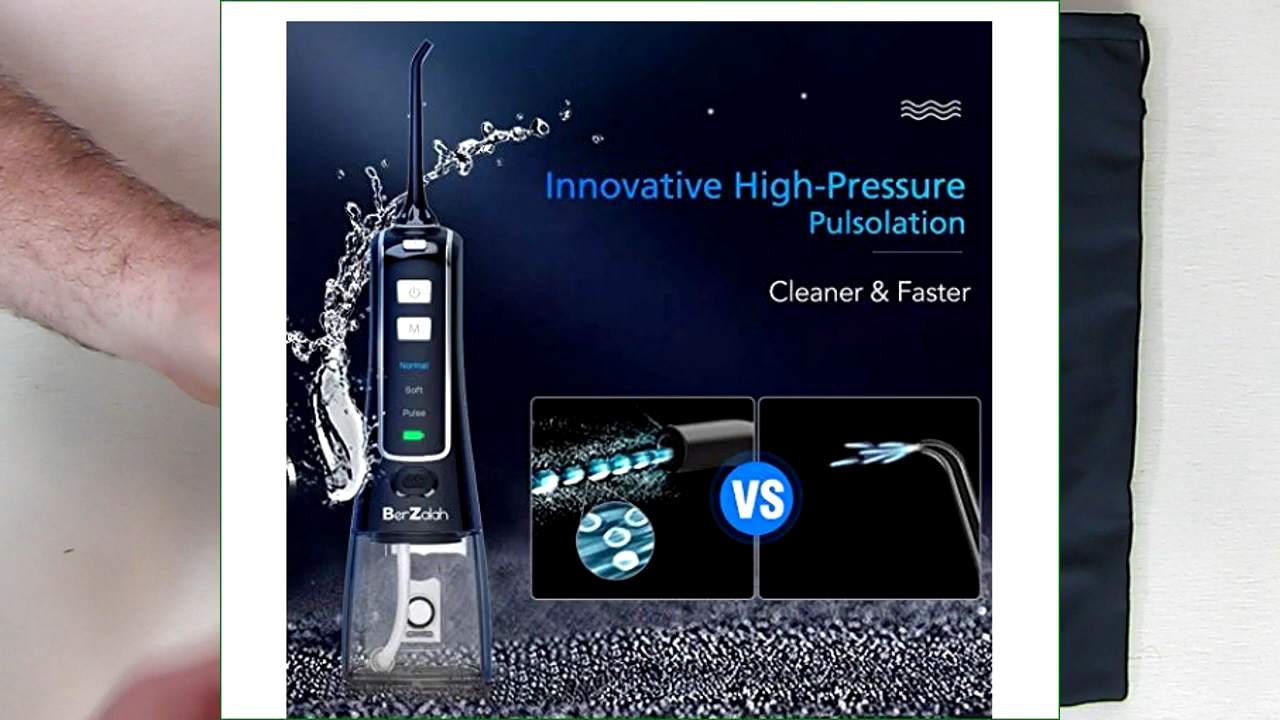 Innovative High-Pressure
Pulsolation
Cleaner & Faster
M
Normal
Soft
Pulse
BerZalah
VS